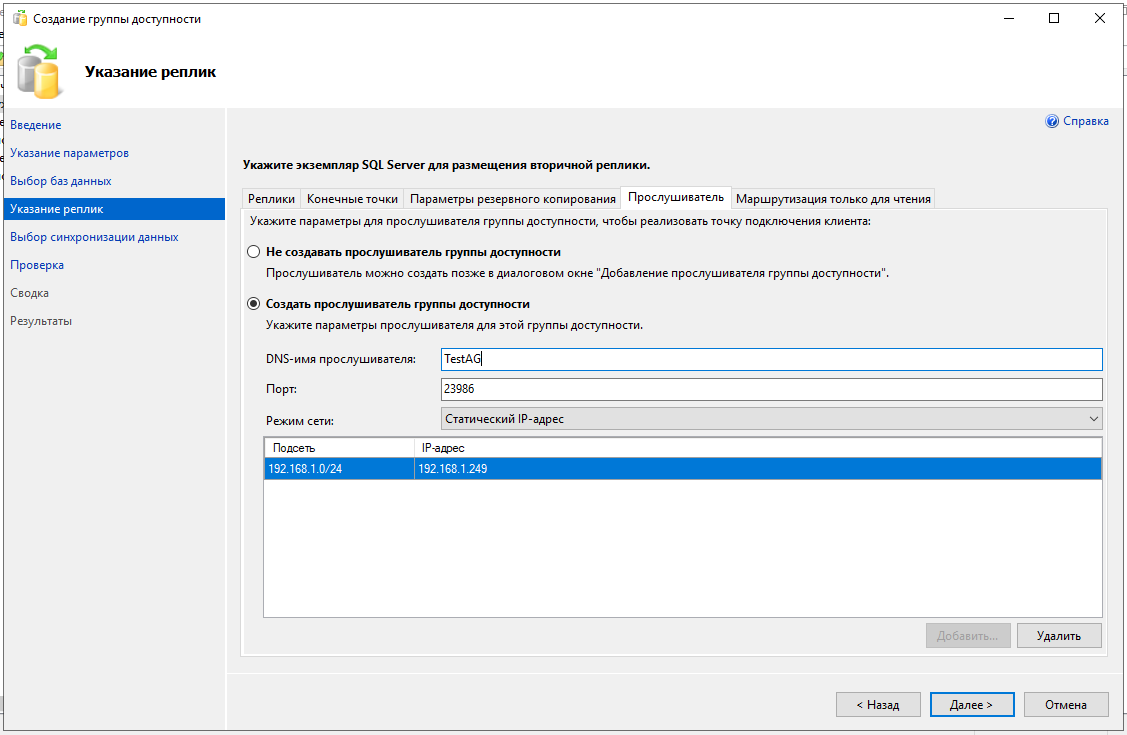 Создание группы доступности
Указание реплик
Введение
Указание параметров
Выбор баз данных
Указание реплик
Выбор синхронизации данных
Проверка
Сводка
Результаты
Справка
Укажите экземпляр SQL Server для размещения вторичной реплики.
Реплики Конечные точки Параметры резервного копирования Прослушиватель Маршрутизация только для чтения
Укажите параметры для прослушивателя группы доступности, чтобы реализовать точку подключения клиента:
Не создавать прослушиватель группы доступности
Прослушиватель можно создать позже в диалоговом окне "Добавление прослушивателя группы доступности".
Создать прослушиватель группы доступности
Укажите параметры прослушивателя для этой группы доступности.
DNS-имя прослушивателя: TestAG
Порт: 23986
Режим сети: Статический IP-адрес
Подсеть IP-адрес
192.168.1.0/24 192.168.1.249
Добавить... Удалить
< Назад Далее > Отмена